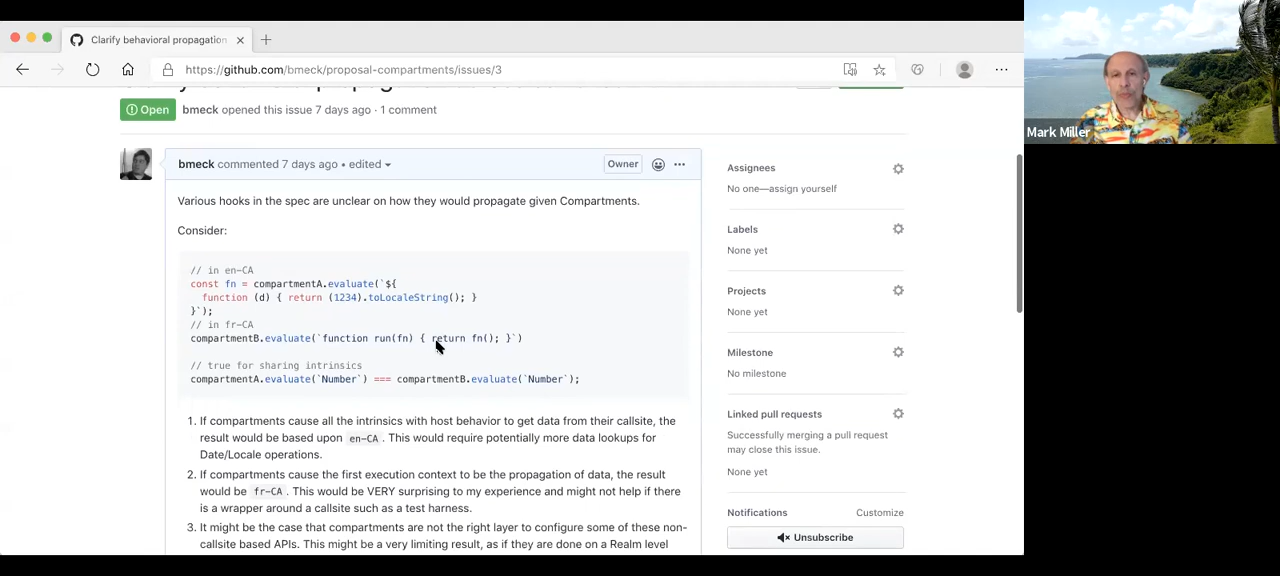 Clarify behavioral propagation
https://github.com/bmeck/proposal-compartments/issues/3
Open
bmeck opened this issue 7 days ago · 1 comment
bmeck commented 7 days ago • edited
Owner
Various hooks in the spec are unclear on how they would propagate given Compartments.
Consider:
// in en-CA
const fn = compartmentA.evaluate(`${
function (d) { return (1234).toLocaleString(); }
}`);
// in fr-CA
compartmentB.evaluate(`function run(fn) { return fn(); }`)
// true for sharing intrinsics
compartmentA.evaluate(`Number`) === compartmentB.evaluate(`Number`);
1. If compartments cause all the intrinsics with host behavior to get data from their callsite, the
result would be based upon en-CA . This would require potentially more data lookups for
Date/Locale operations.
2. If compartments cause the first execution context to be the propagation of data, the result
would be fr-CA . This would be VERY surprising to my experience and might not help if there
is a wrapper around a callsite such as a test harness.
3. It might be the case that compartments are not the right layer to configure some of these non-
callsite based APIs. This might be a very limiting result, as if they are done on a Realm level
Assignees
No one—assign yourself
Labels
None yet
Projects
None yet
Milestone
No milestone
Linked pull requests
Successfully merging a pull request
may close this issue.
None yet
Notifications
Customize
Unsubscribe
Mark Miller